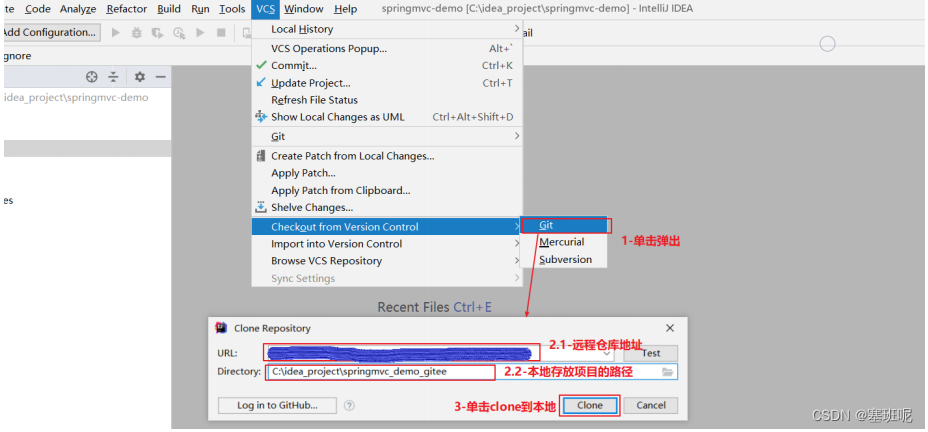 te Code Analyze Refactor Build Run Tools VCS Window Help springmvc-demo [C:\idea_project\springmvc-demo] - IntelliJ IDEA
Add Configuration...
Local History
ail
gnore
VCS Operations Popup... Alt+`
Commit... Ctrl+K
Update Project... Ctrl+T
idea_project\springmvc-demo
Refresh File Status
Show Local Changes as UML Ctrl+Alt+Shift+D
Git
Create Patch from Local Changes...
Apply Patch...
Apply Patch from Clipboard...
es
Shelve Changes...
Checkout from Version Control
Git
Import into Version Control
Mercurial
1-单击弹出
Browse VCS Repository
Subversion
Sync Settings
Recent Files Ctrl+E
Clone Repository
URL:
2.1-远程仓库地址
Test
Directory: C:\idea_project\springmvc_demo_gitee
2.2-本地存放项目的路径
Log in to GitHub...
?
3-单击clone到本地
Clone
Cancel
CSDN @塞班呢